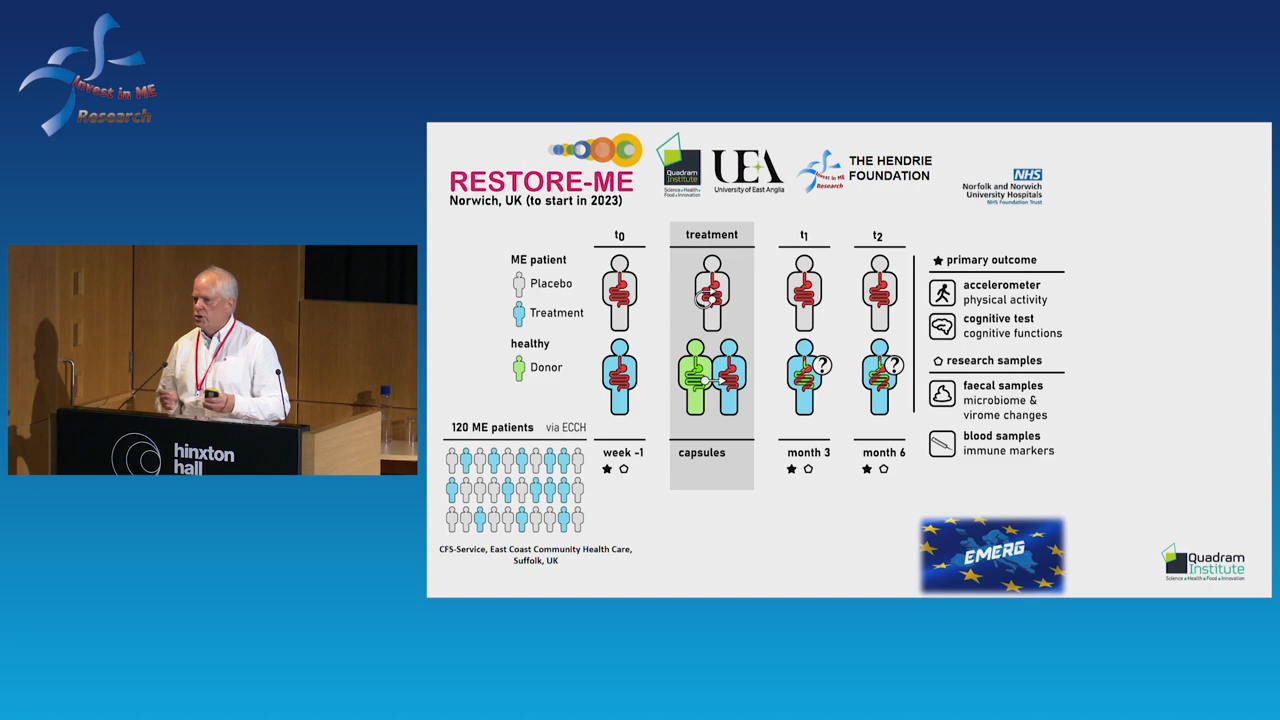 Invest in ME
Research
RESTORE-ME
Norwich, UK (to start in 2023)
Quadram
Institute
Science • Health •
Food • Innovation
UEA
University of East Anglia
Invest in ME
Research
THE HENDRIE
FOUNDATION
NHS
Norfolk and Norwich
University Hospitals
NHS Foundation Trust
t0
treatment
t1
t2
ME patient
Placebo
Treatment
healthy
Donor
?
?
120 ME patients via ECCH
week -1
capsules
month 3
month 6
CFS-Service, East Coast Community Health Care,
Suffolk, UK
primary outcome
accelerometer
physical activity
cognitive test
cognitive functions
research samples
faecal samples
microbiome &
virome changes
blood samples
immune markers
EMERG
Quadram
Institute
Science • Health • Food • Innovation
hinxton
hall